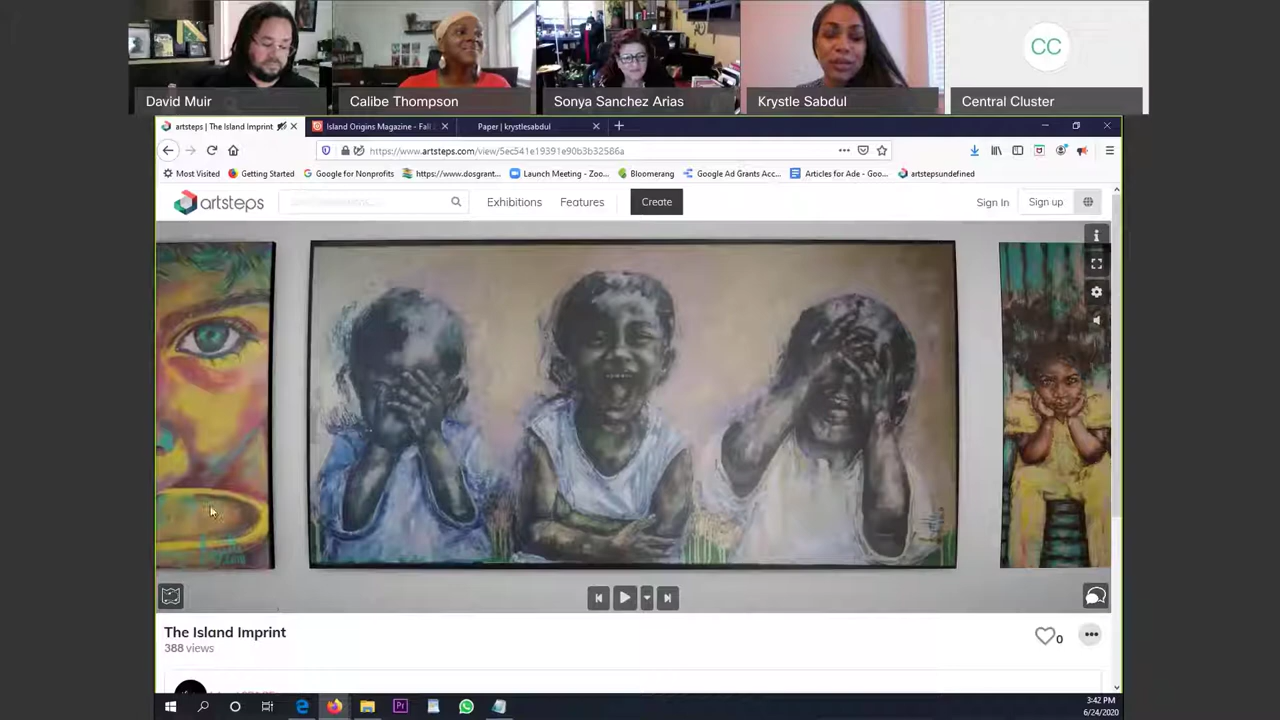 David Muir
Calibe Thompson
Sonya Sanchez Arias
Krystle Sabdul
CC
Central Cluster
artsteps | The Island Imprint
Island Origins Magazine - Fall
Paper | krystlesabdul
https://www.artsteps.com/view/5ec541e19391e90b3b32586a
Most Visited
Getting Started
Google for Nonprofits
https://www.dosgrant...
Launch Meeting - Zoo...
Bloomerang
Google Ad Grants Acc...
Articles for Ade - Goo...
artstepsundefined
artsteps
Exhibitions
Features
Create
Sign In
Sign up
The Island Imprint
388 views
0
Pr
3:42 PM
6/24/2020